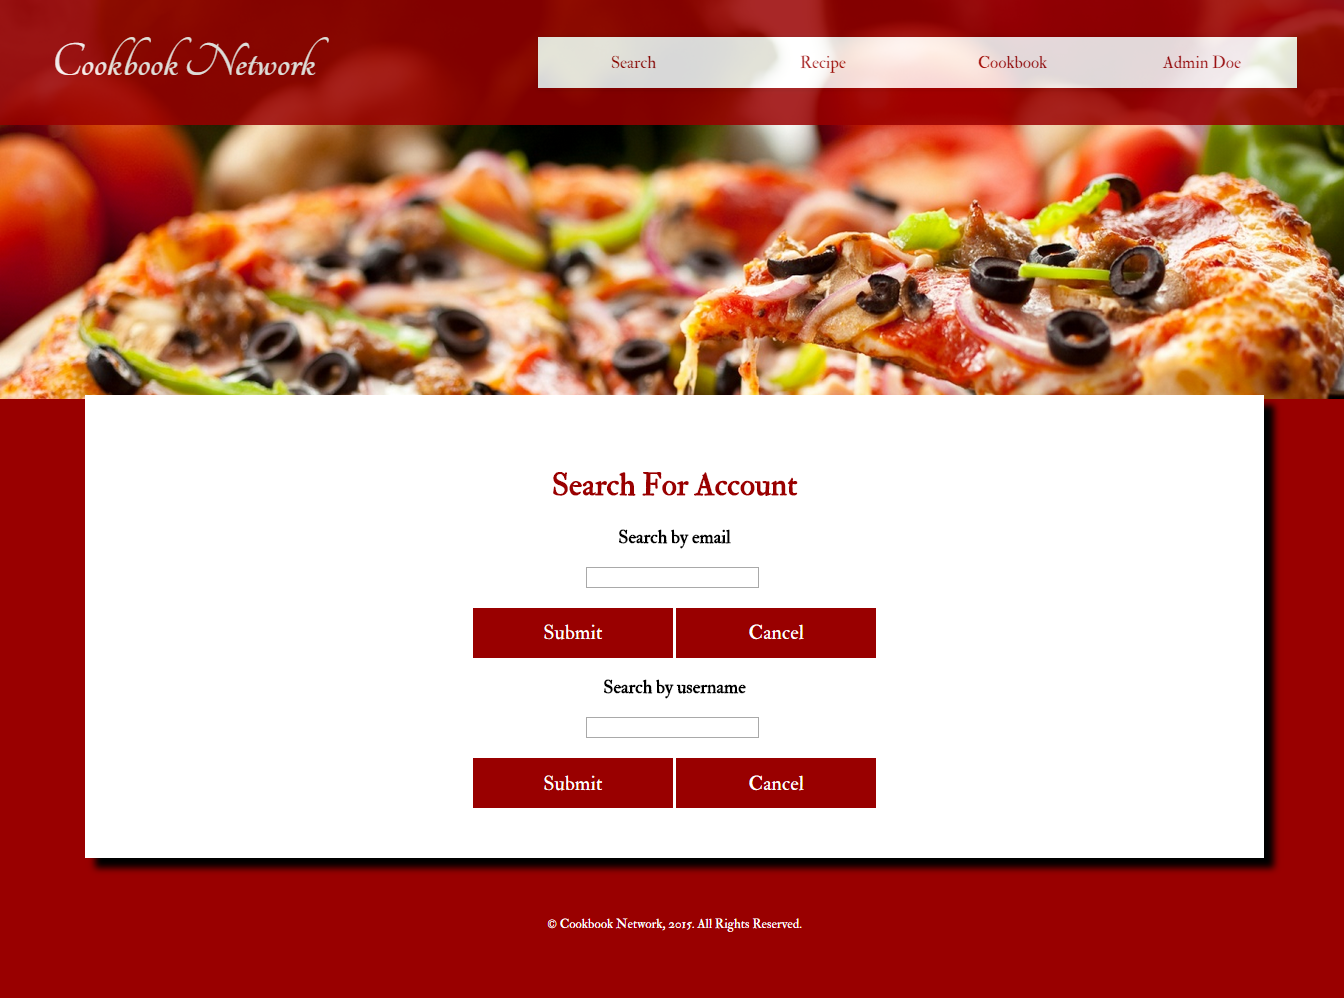 Cookbook Network
Search Recipe Cookbook Admin Doe
Search For Account
Search by email
Submit Cancel
Search by username
Submit Cancel
© Cookbook Network, 2015. All Rights Reserved.